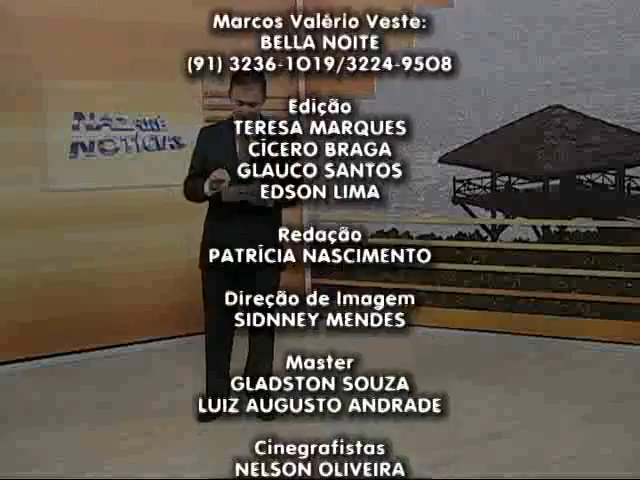 Marcos Valério Veste:
BELLA NOITE
(91) 3236-1019/3224-9508
Edição
TERESA MARQUES
CÍCERO BRAGA
GLAUCO SANTOS
EDSON LIMA
Redação
PATRÍCIA NASCIMENTO
Direção de Imagem
SIDNNEY MENDES
Master
GLADSTON SOUZA
LUIZ AUGUSTO ANDRADE
Cinegrafistas
NELSON OLIVEIRA
NOTÍCIAS